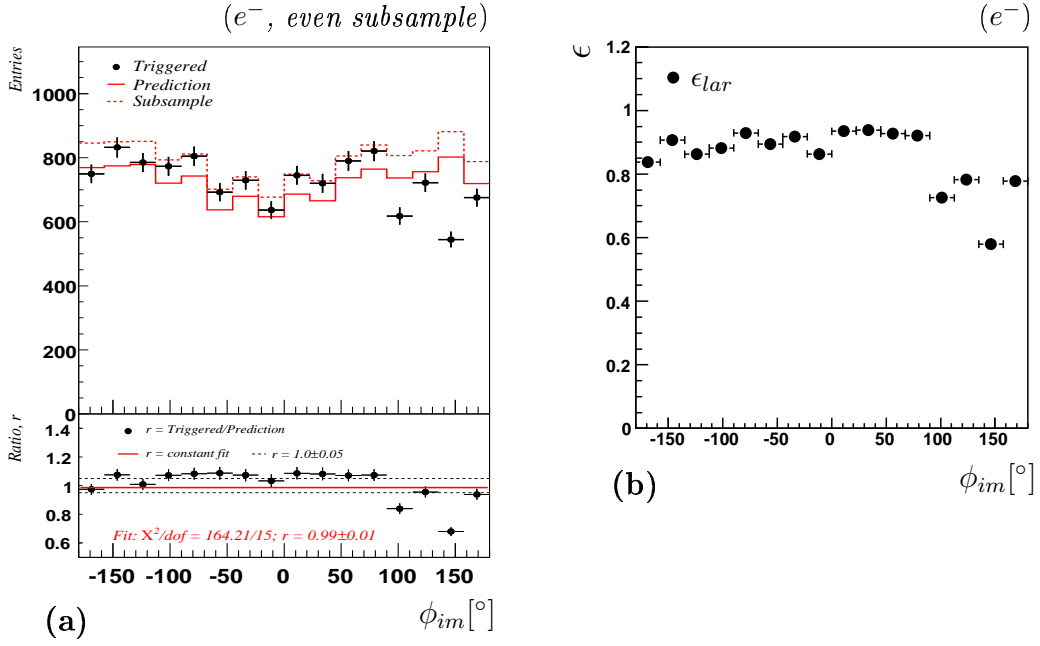 (e⁻, even subsample)
Entries
Triggered
Prediction
Subsample
1000
800
600
400
200
0
Ratio, r
1.4
1.2
1
0.8
0.6
r = Triggered/Prediction
r = constant fit
r = 1.0±0.05
Fit: X²/dof = 164.21/15; r = 0.99±0.01
-150 -100 -50 0 50 100 150
(a)
ϕ_im[°]
(e⁻)
ϵ
1.2
1
0.8
0.6
0.4
0.2
0
ϵ_lar
-150 -100 -50 0 50 100 150
(b)
ϕ_im[°]